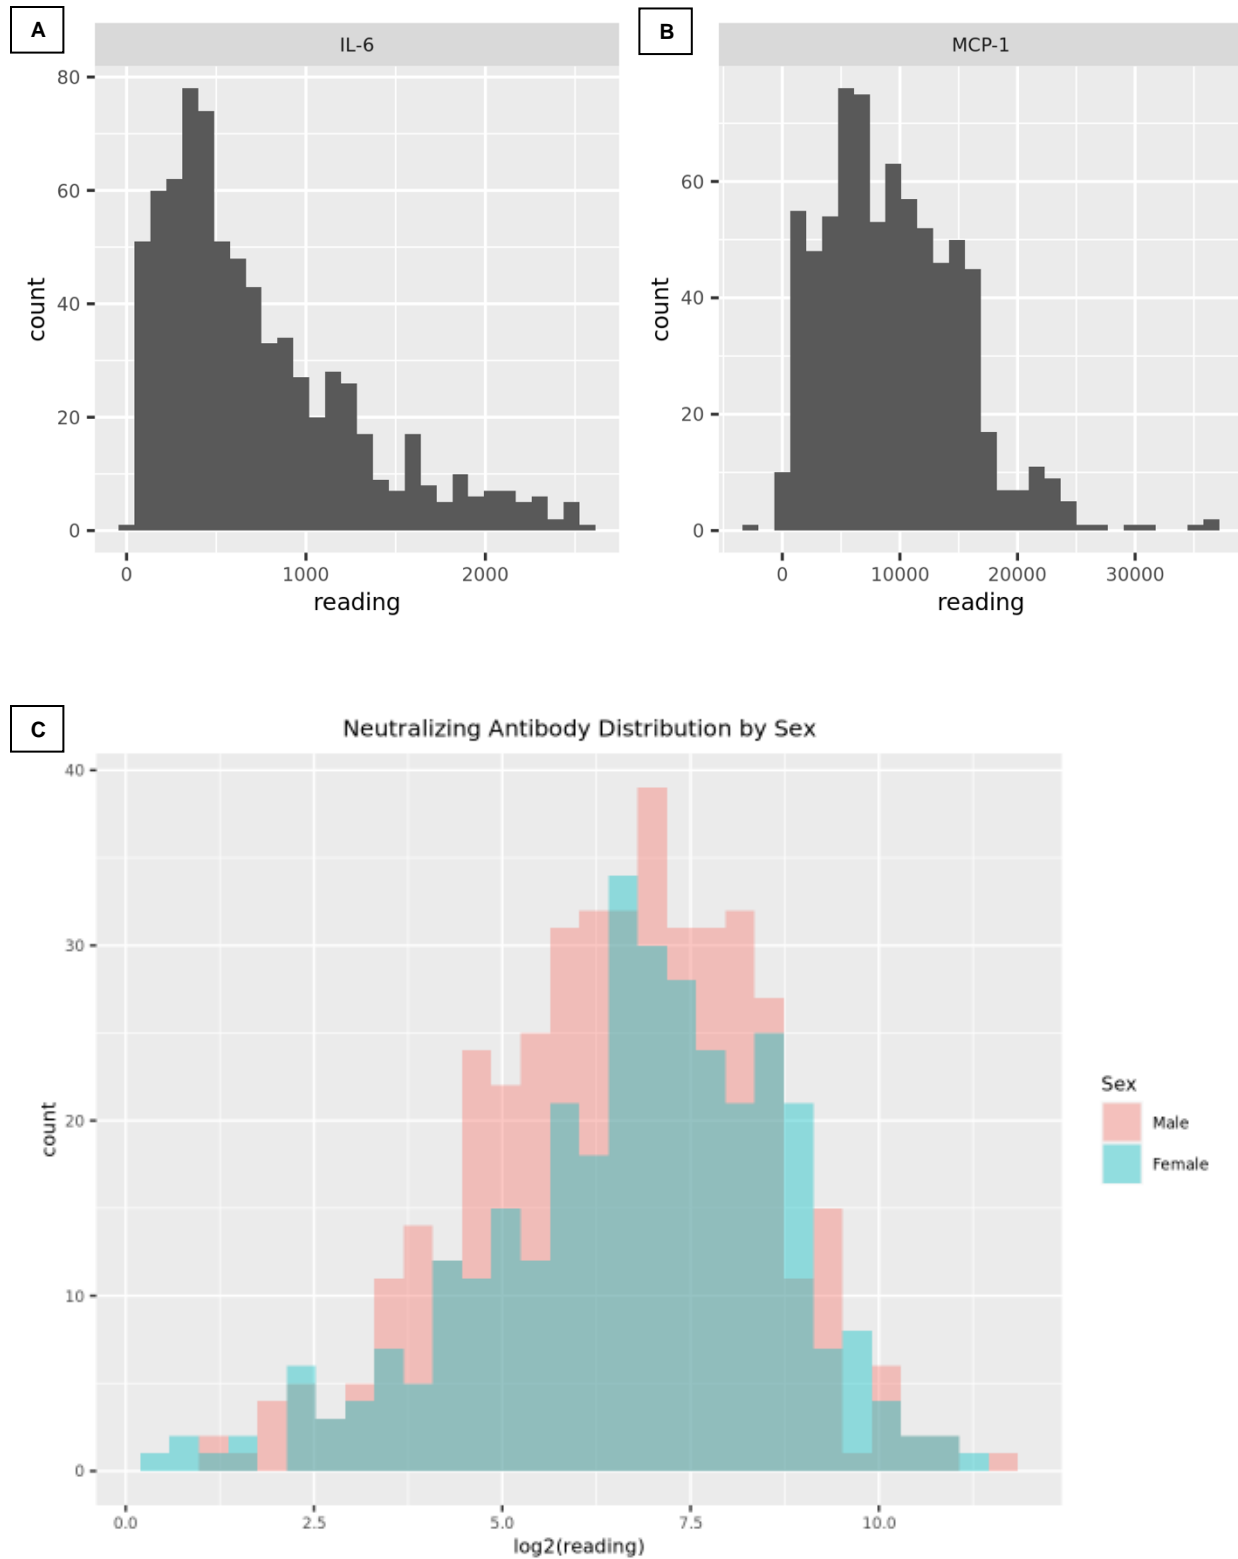 A
IL-6
80
60
40
20
0
count
0 1000 2000
reading
B
MCP-1
60
40
20
0
count
0 10000 20000 30000
reading
C
Neutralizing Antibody Distribution by Sex
40
30
20
10
0
count
0.0 2.5 5.0 7.5 10.0
log2(reading)
Sex
Male
Female